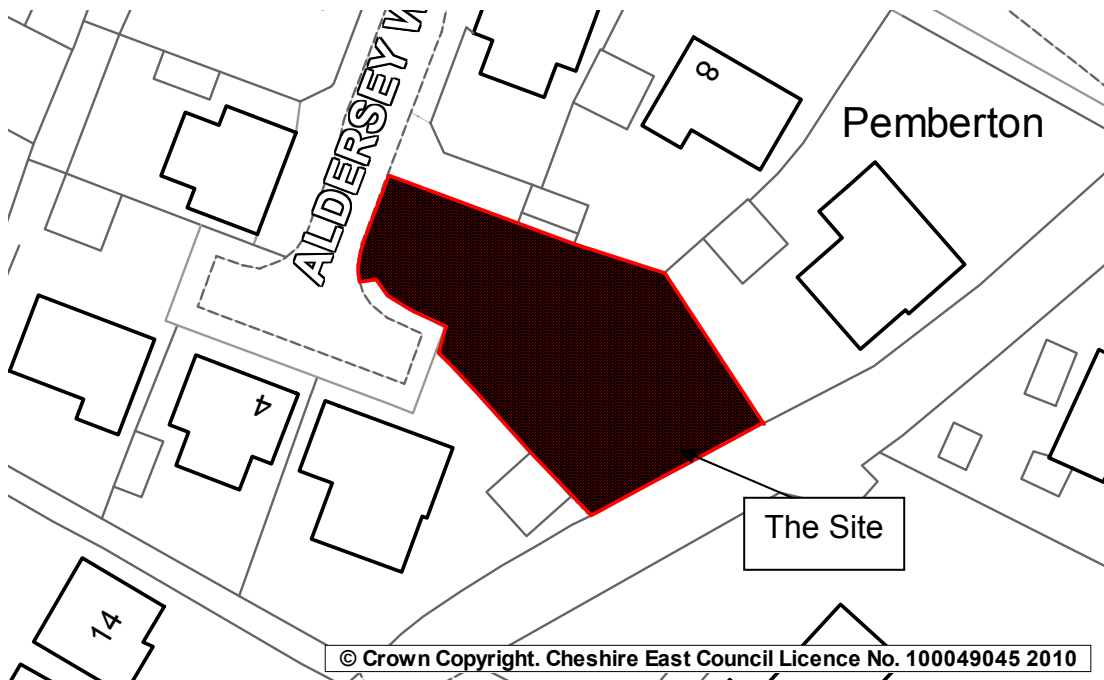 ALDERSEY W
8
Pemberton
4
The Site
14
© Crown Copyright. Cheshire East Council Licence No. 100049045 2010